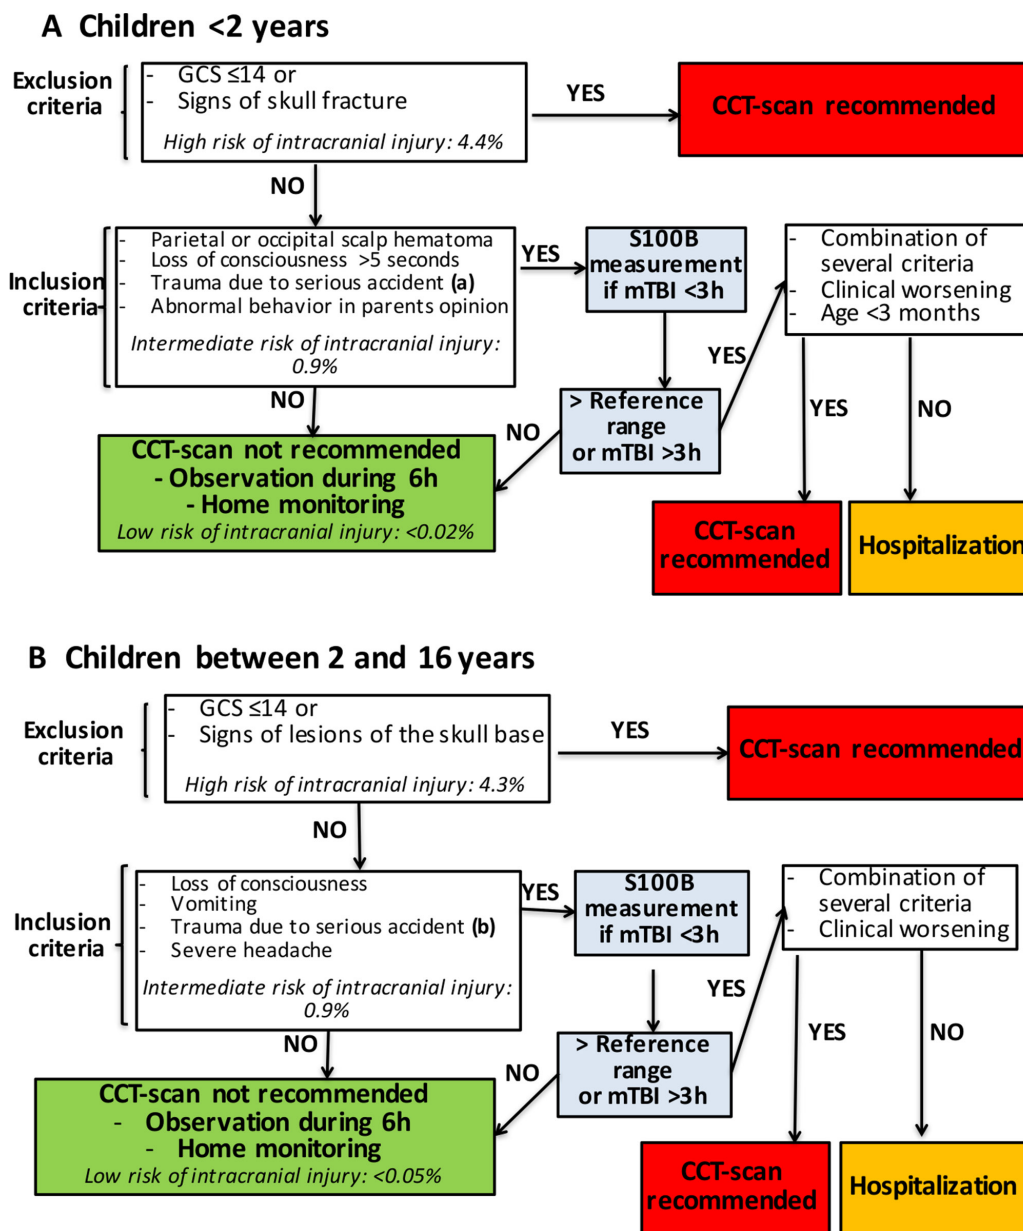 A Children <2 years
Exclusion
criteria
- GCS ≤14 or
- Signs of skull fracture
High risk of intracranial injury: 4.4%
YES
CCT-scan recommended
NO
Inclusion
criteria
- Parietal or occipital scalp hematoma
- Loss of consciousness >5 seconds
- Trauma due to serious accident (a)
- Abnormal behavior in parents opinion
Intermediate risk of intracranial injury:
0.9%
YES
S100B
measurement
if mTBI <3h
- Combination of
several criteria
- Clinical worsening
- Age <3 months
YES
NO
> Reference
range
or mTBI >3h
NO
YES
NO
CCT-scan not recommended
- Observation during 6h
- Home monitoring
Low risk of intracranial injury: <0.02%
CCT-scan
recommended
Hospitalization
B Children between 2 and 16 years
Exclusion
criteria
- GCS ≤14 or
- Signs of lesions of the skull base
High risk of intracranial injury: 4.3%
YES
CCT-scan recommended
NO
Inclusion
criteria
- Loss of consciousness
- Vomiting
- Trauma due to serious accident (b)
- Severe headache
Intermediate risk of intracranial injury:
0.9%
YES
S100B
measurement
if mTBI <3h
- Combination of
several criteria
- Clinical worsening
YES
NO
> Reference
range
or mTBI >3h
NO
YES
NO
CCT-scan not recommended
- Observation during 6h
- Home monitoring
Low risk of intracranial injury: <0.05%
CCT-scan
recommended
Hospitalization